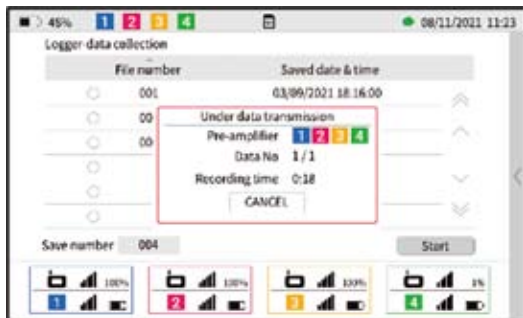 45% 1 2 3 4 08/11/2021 11:23
Logger data collection
File number Saved date & time
001 03/09/2021 18:16:00
00
00
Under data transmission
Pre-amplifier 1 2 3 4
Data No 1/1
Recording time 0:18
CANCEL
Save number 004 Start
100% 100% 100% 1%
1 2 3 4